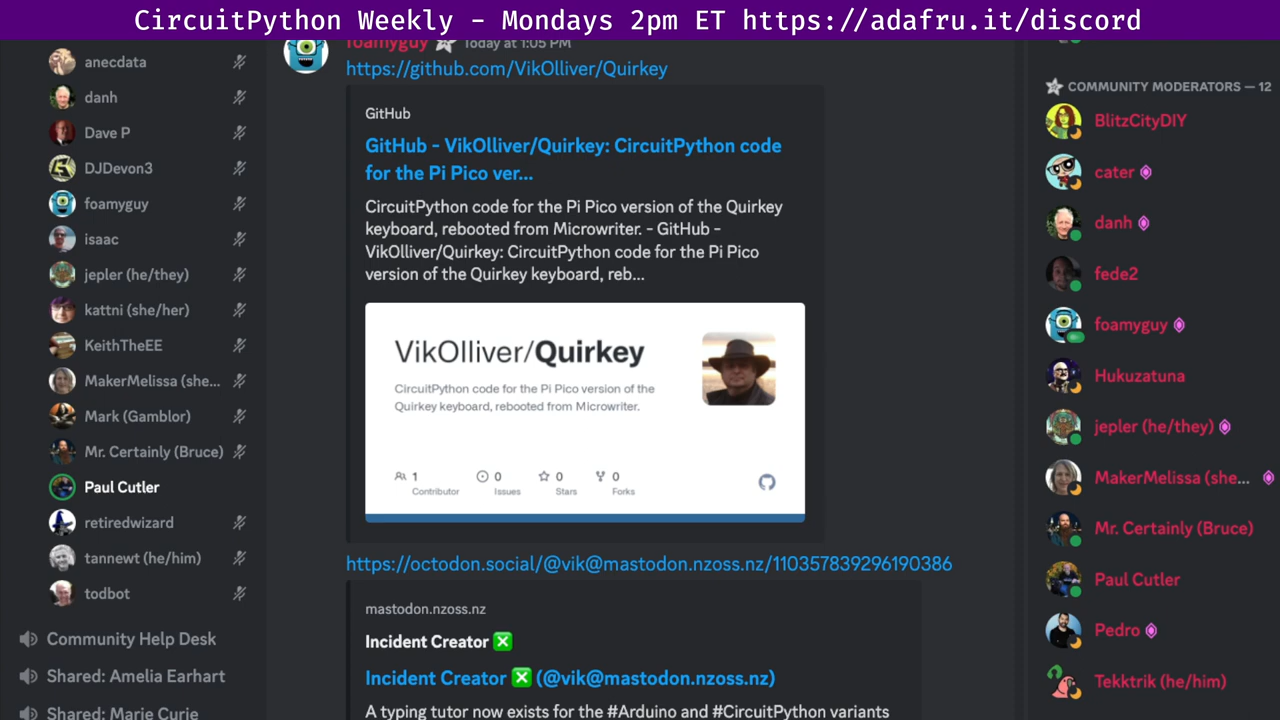 CircuitPython Weekly - Mondays 2pm ET https://adafru.it/discord
anecdata
danh
Dave P
DJDevon3
foamyguy
isaac
jepler (he/they)
kattni (she/her)
KeithTheEE
MakerMelissa (she...
Mark (Gamblor)
Mr. Certainly (Bruce)
Paul Cutler
retiredwizard
tannewt (he/him)
todbot
Community Help Desk
Shared: Amelia Earhart
Shared: Marie Curie
foamyguy Today at 1:05 PM
https://github.com/VikOlliver/Quirkey
GitHub
GitHub - VikOlliver/Quirkey: CircuitPython code
for the Pi Pico ver...
CircuitPython code for the Pi Pico version of the Quirkey
keyboard, rebooted from Microwriter. - GitHub -
VikOlliver/Quirkey: CircuitPython code for the Pi Pico
version of the Quirkey keyboard, reb...
VikOlliver/Quirkey
CircuitPython code for the Pi Pico version of the
Quirkey keyboard, rebooted from Microwriter.
1 0 0 0
Contributor Issues Stars Forks
https://octodon.social/@vik@mastodon.nzoss.nz/110357839296190386
mastodon.nzoss.nz
Incident Creator ❎
Incident Creator ❎ (@vik@mastodon.nzoss.nz)
A typing tutor now exists for the #Arduino and #CircuitPython variants
COMMUNITY MODERATORS — 12
BlitzCityDIY
cater
danh
fede2
foamyguy
Hukuzatuna
jepler (he/they)
MakerMelissa (she...
Mr. Certainly (Bruce)
Paul Cutler
Pedro
Tekktrik (he/him)